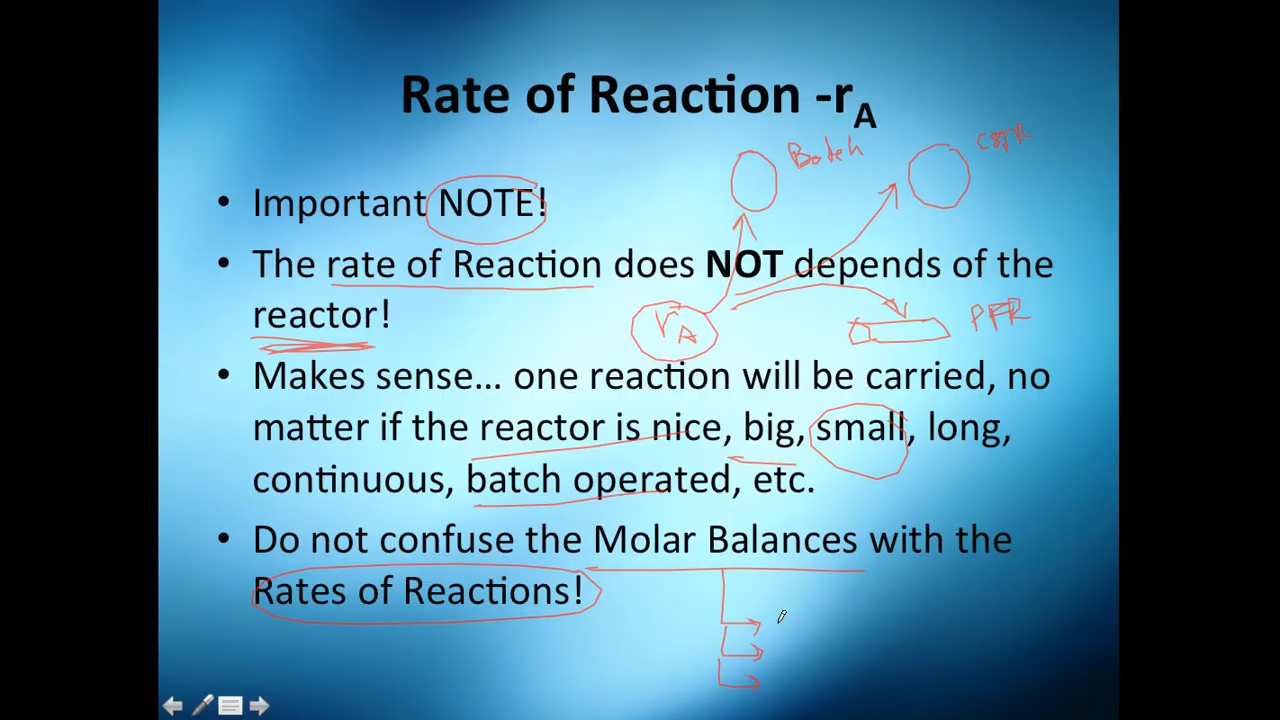 Rate of Reaction -rA
Batch
CSTR
• Important NOTE!
• The rate of Reaction does NOT depends of the
reactor!
rA
PFR
• Makes sense... one reaction will be carried, no
matter if the reactor is nice, big, small, long,
continuous, batch operated, etc.
• Do not confuse the Molar Balances with the
Rates of Reactions!